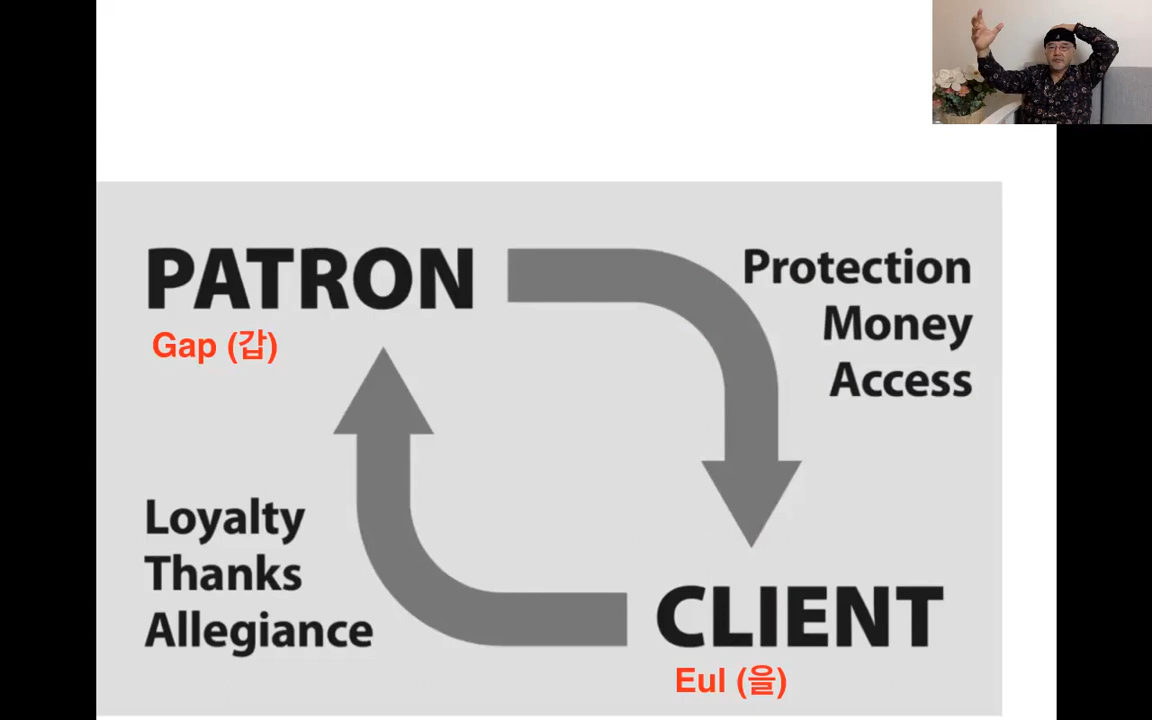 PATRON
Gap (갑)
Protection
Money
Access
Loyalty
Thanks
Allegiance
CLIENT
Eul (을)